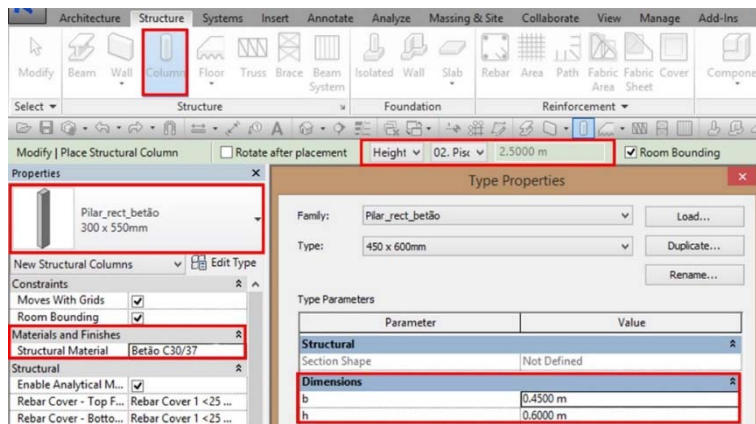 Architecture Structure Systems Insert Annotate Analyze Massing & Site Collaborate View Manage Add-Ins
Modify Beam Wall Column Floor Truss Brace Beam System Isolated Wall Slab Rebar Area Path Fabric Area Fabric Sheet Cover Compone
Select Structure Foundation Reinforcement
Modify | Place Structural Column Rotate after placement Height 02. Piso 2.5000 m Room Bounding
Properties
Type Properties
Pilar_rect_betão
300 x 550mm
Family: Pilar_rect_betão Load...
Type: 450 x 600mm Duplicate...
Rename...
New Structural Columns Edit Type
Constraints
Moves With Grids
Room Bounding
Materials and Finishes
Structural Material Betão C30/37
Structural
Enable Analytical M...
Rebar Cover - Top F... Rebar Cover 1 <25 ...
Rebar Cover - Botto... Rebar Cover 1 <25 ...
Type Parameters
Parameter Value
Structural
Section Shape Not Defined
Dimensions
b 0.4500 m
h 0.6000 m